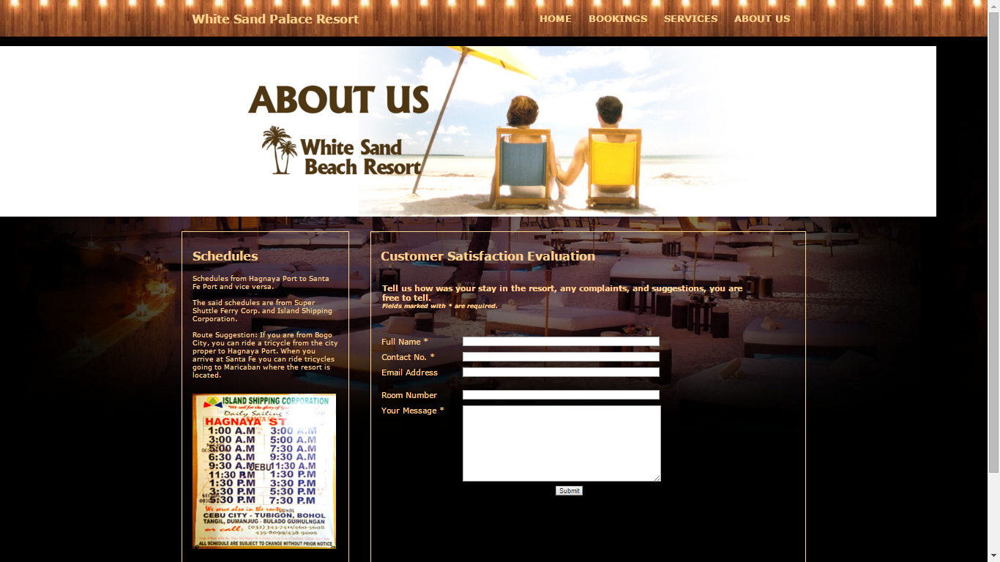 White Sand Palace Resort
HOME BOOKINGS SERVICES ABOUT US
ABOUT US
White Sand
Beach Resort
Schedules
Schedules from Hagnaya Port to Santa
Fe Port and vice versa.
The said schedules are from Super
Shuttle Ferry Corp. and Island Shipping
Corporation.
Route Suggestion: If you are from Bogo
City, you can ride a tricycle from the city
proper to Hagnaya Port. When you
arrive at Santa Fe you can ride tricycles
going to Maricaban where the resort is
located.
ISLAND SHIPPING CORPORATION
"We sail for the glory of
Daily Sailing
HAGNAYA ST.
1:00 A.M 3:00 A.M
3:00 A.M 5:00 A.M
5:00 A.M 7:30 A.M
6:30 A.M 9:30 A.M
9:30 A.M CEBU 11:30 A.M
11:30 P.M 1:30 P.M
1:30 P.M 3:30 P.M
3:30 P.M 5:30 P.M
5:30 P.M 7:30 P.M
We serve also in the route:
CEBU CITY - TUBIGON, BOHOL
TANGIL, DUMANJUG - BULADO GUIHULNGAN
or call: (032) 343-7411/460-5608
435-8099/438-9006
ALL SCHEDULE ARE SUBJECT TO CHANGE WITHOUT PRIOR NOTICE
Customer Satisfaction Evaluation
Tell us how was your stay in the resort, any complaints, and suggestions, you are
free to tell.
Fields marked with * are required.
Full Name *
Contact No. *
Email Address
Room Number
Your Message *
Submit